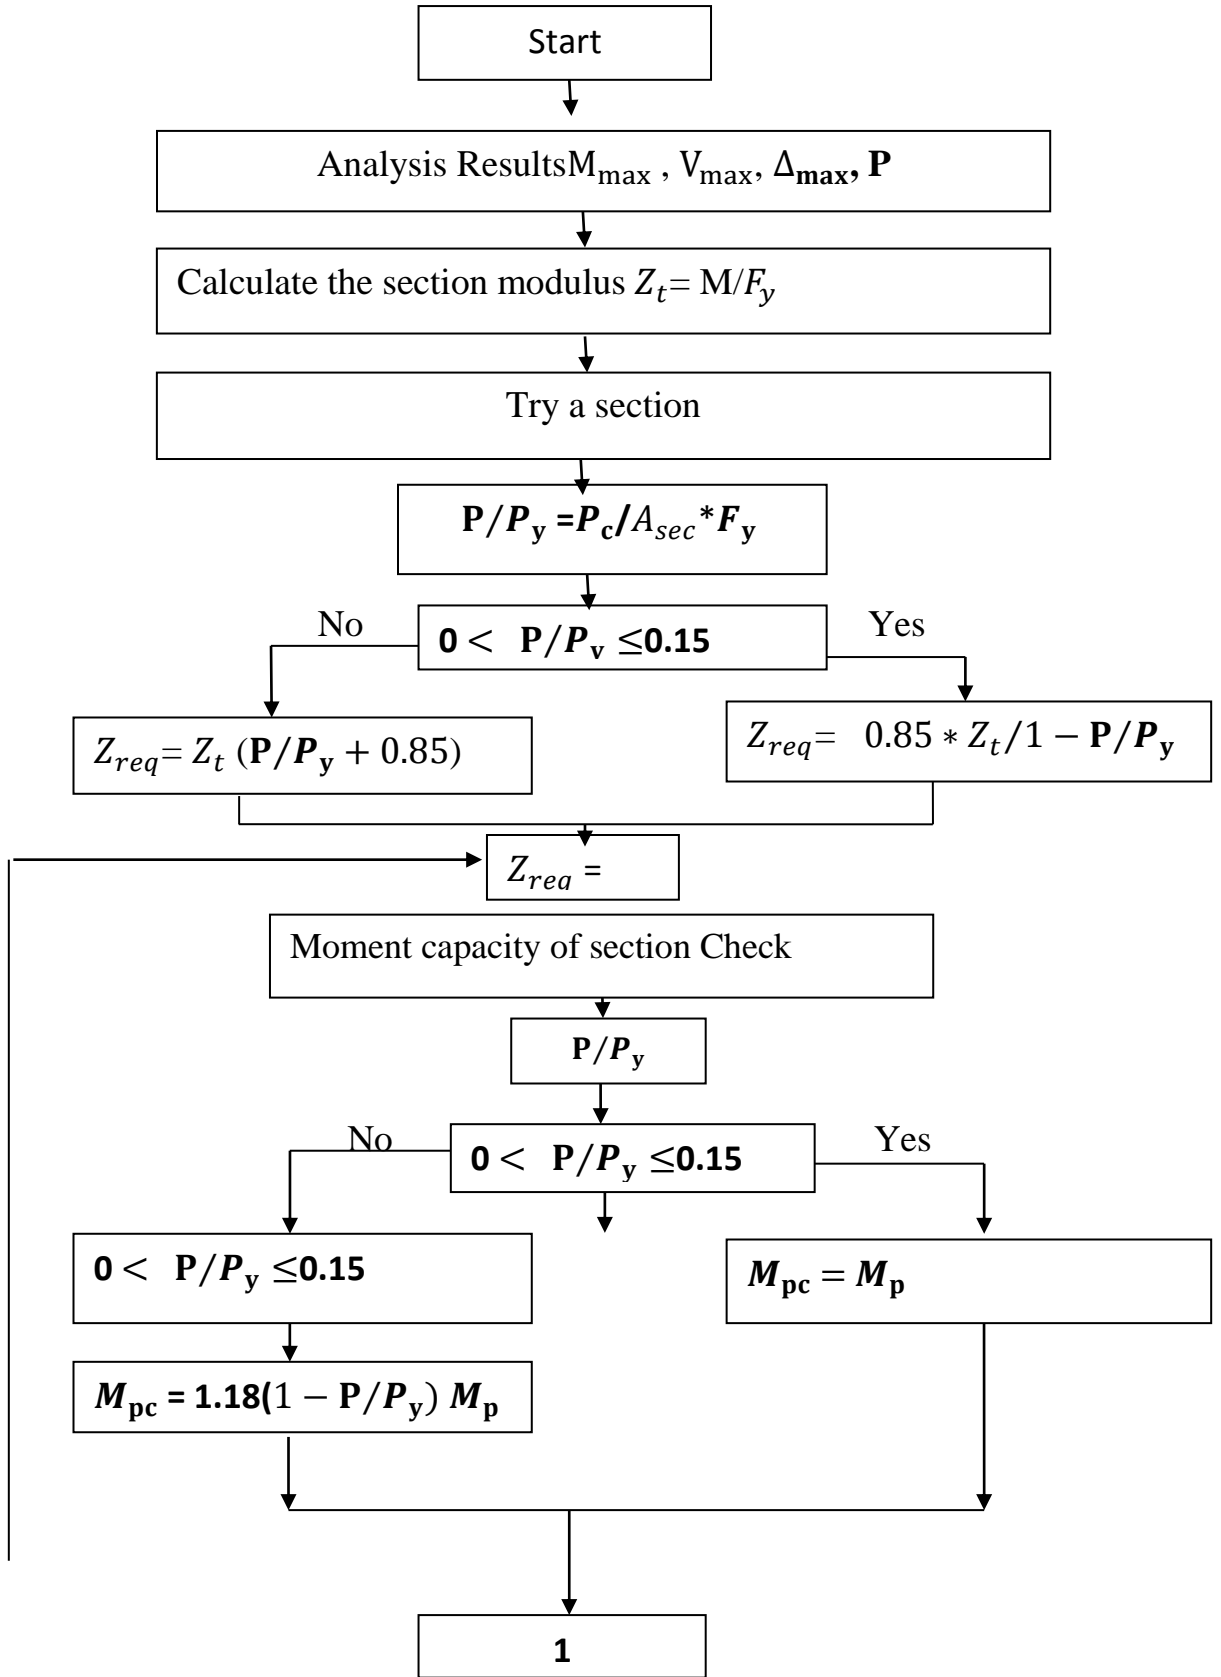 Start
Analysis ResultsM_max , V_max, Δ_max, P
Calculate the section modulus Z_t= M/F_y
Try a section
P/P_y =P_c/A_sec*F_y
No
0 < P/P_v ≤0.15
Yes
Z_req= Z_t (P/P_y + 0.85)
Z_req= 0.85 ∗ Z_t/1 − P/P_y
Z_req =
Moment capacity of section Check
P/P_y
No
0 < P/P_y ≤0.15
Yes
0 < P/P_y ≤0.15
M_pc = M_p
M_pc = 1.18(1 − P/P_y) M_p
1